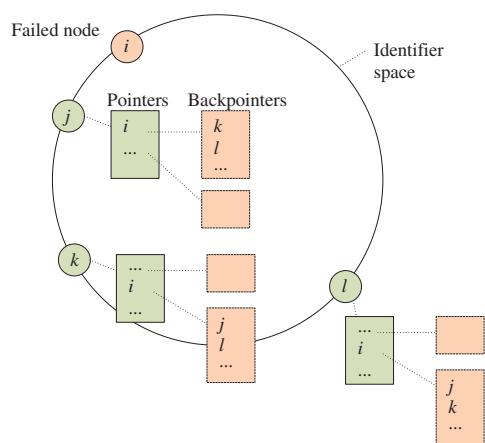 Failed node
i
Identifier
space
j
Pointers
Backpointers
i
...
k
l
...
k
...
i
...
j
l
...
l
...
i
...
j
k
...